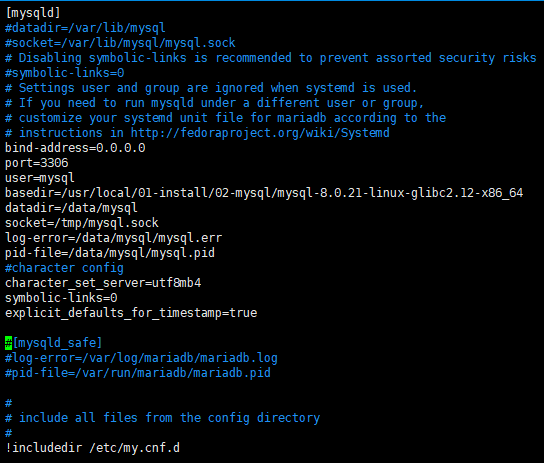 [mysqld]
#datadir=/var/lib/mysql
#socket=/var/lib/mysql/mysql.sock
# Disabling symbolic-links is recommended to prevent assorted security risks
#symbolic-links=0
# Settings user and group are ignored when systemd is used.
# If you need to run mysqld under a different user or group,
# customize your systemd unit file for mariadb according to the
# instructions in http://fedoraproject.org/wiki/Systemd
bind-address=0.0.0.0
port=3306
user=mysql
basedir=/usr/local/01-install/02-mysql/mysql-8.0.21-linux-glibc2.12-x86_64
datadir=/data/mysql
socket=/tmp/mysql.sock
log-error=/data/mysql/mysql.err
pid-file=/data/mysql/mysql.pid
#character config
character_set_server=utf8mb4
symbolic-links=0
explicit_defaults_for_timestamp=true
#[mysqld_safe]
#log-error=/var/log/mariadb/mariadb.log
#pid-file=/var/run/mariadb/mariadb.pid
#
# include all files from the config directory
#
!includedir /etc/my.cnf.d